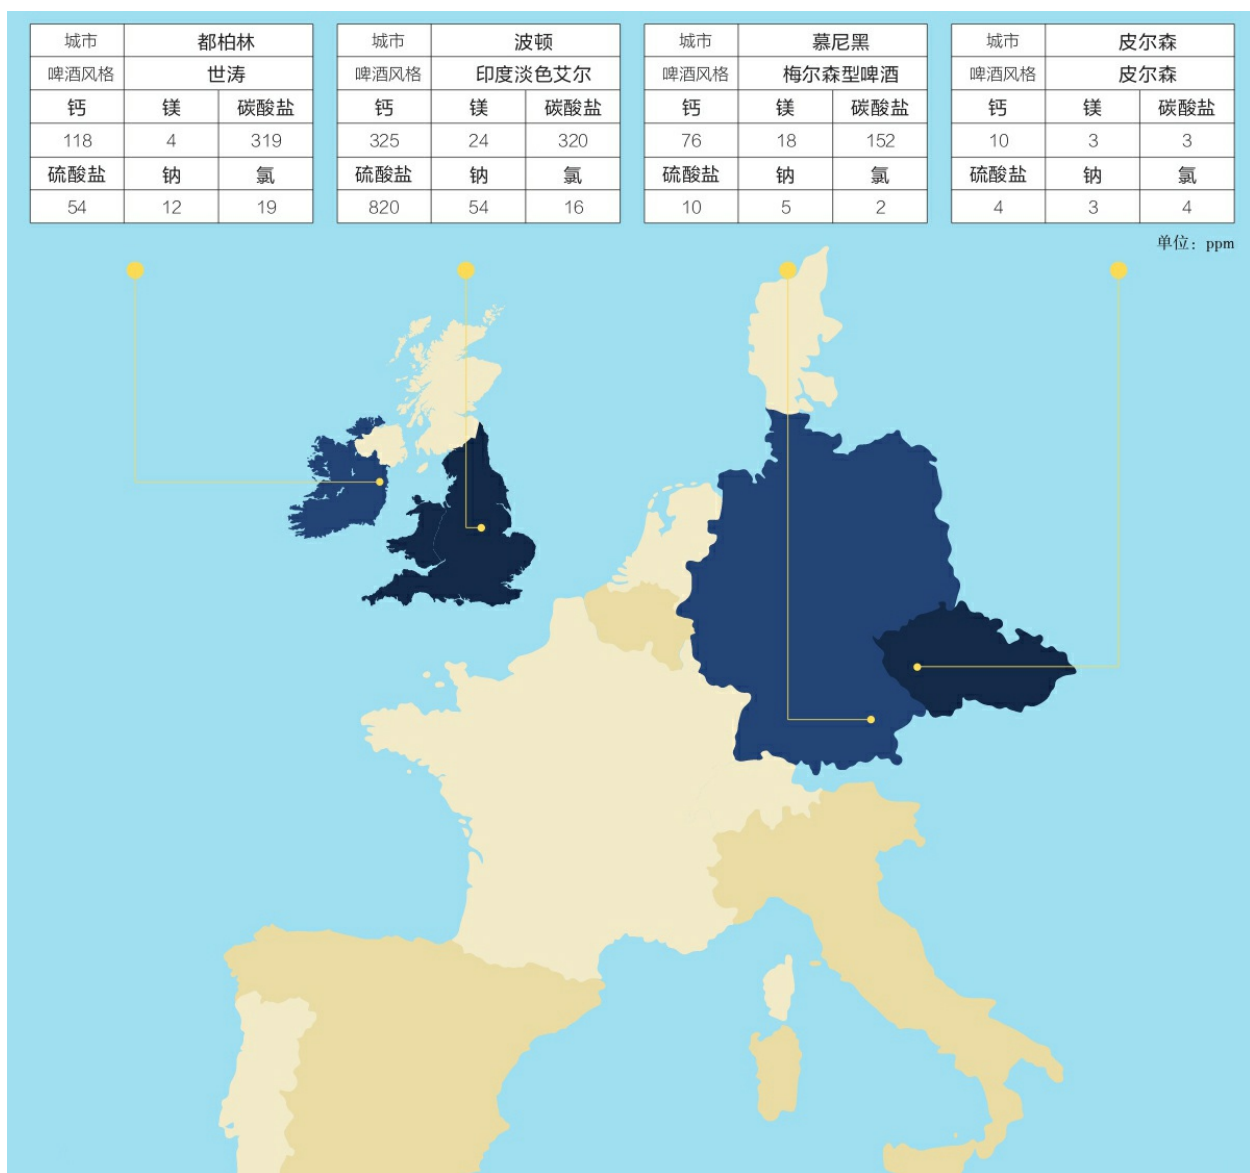 城市 都柏林
啤酒风格 世涛
钙 镁 碳酸盐
118 4 319
硫酸盐 钠 氯
54 12 19
城市 波顿
啤酒风格 印度淡色艾尔
钙 镁 碳酸盐
325 24 320
硫酸盐 钠 氯
820 54 16
城市 慕尼黑
啤酒风格 梅尔森型啤酒
钙 镁 碳酸盐
76 18 152
硫酸盐 钠 氯
10 5 2
城市 皮尔森
啤酒风格 皮尔森
钙 镁 碳酸盐
10 3 3
硫酸盐 钠 氯
4 3 4
单位：ppm